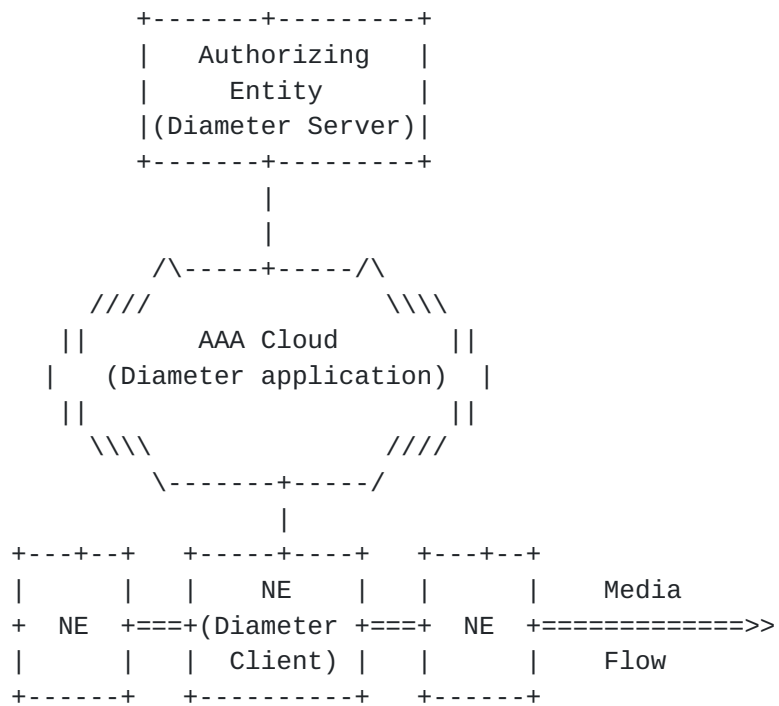 Authorizing
Entity
(Diameter Server)
AAA Cloud
(Diameter application)
NE Media
NE (Diameter NE
Client) Flow